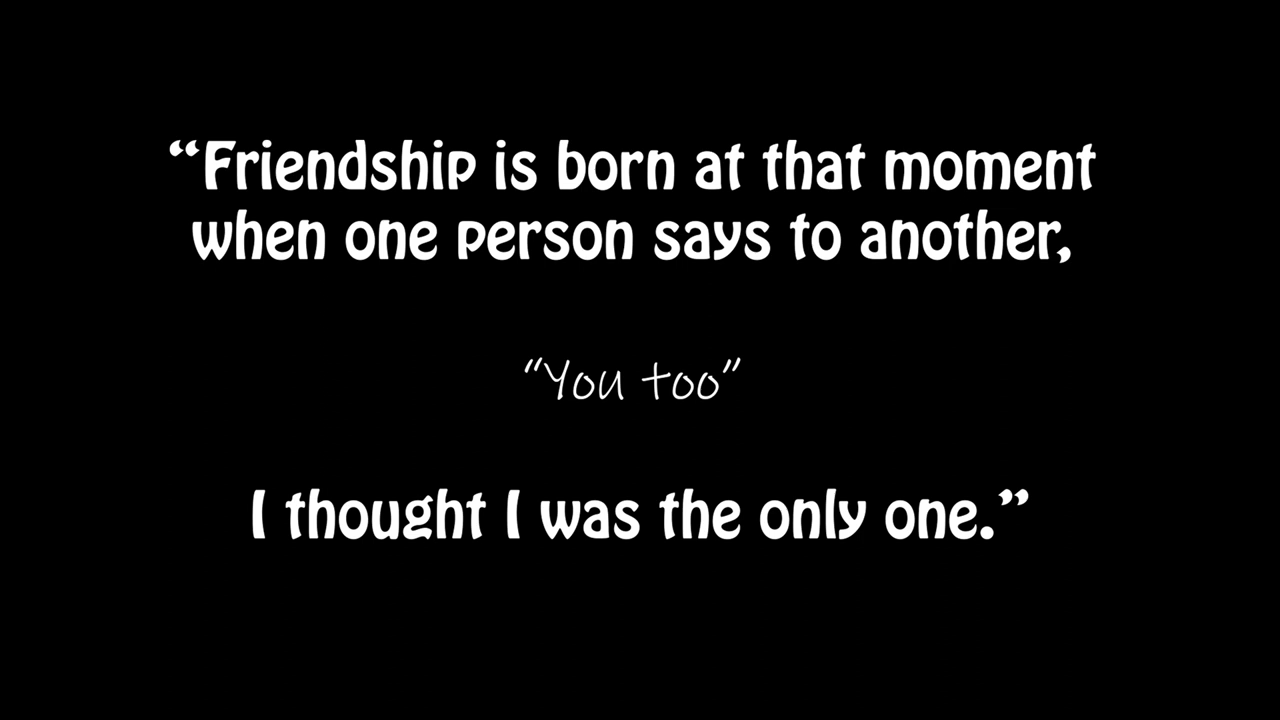 “Friendship is born at that moment
when one person says to another,
“You too”
I thought I was the only one.”